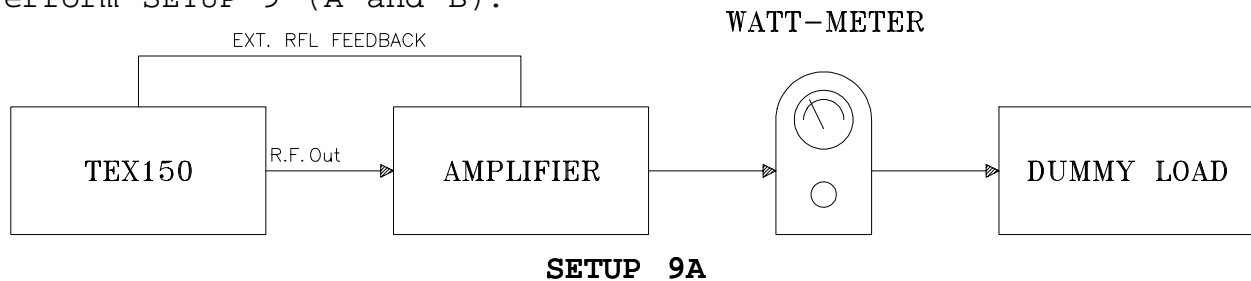 erform SETUP 9 (A and B).
WATT-METER
EXT. RFL FEEDBACK
TEX150
R.F. Out
AMPLIFIER
DUMMY LOAD
SETUP 9A